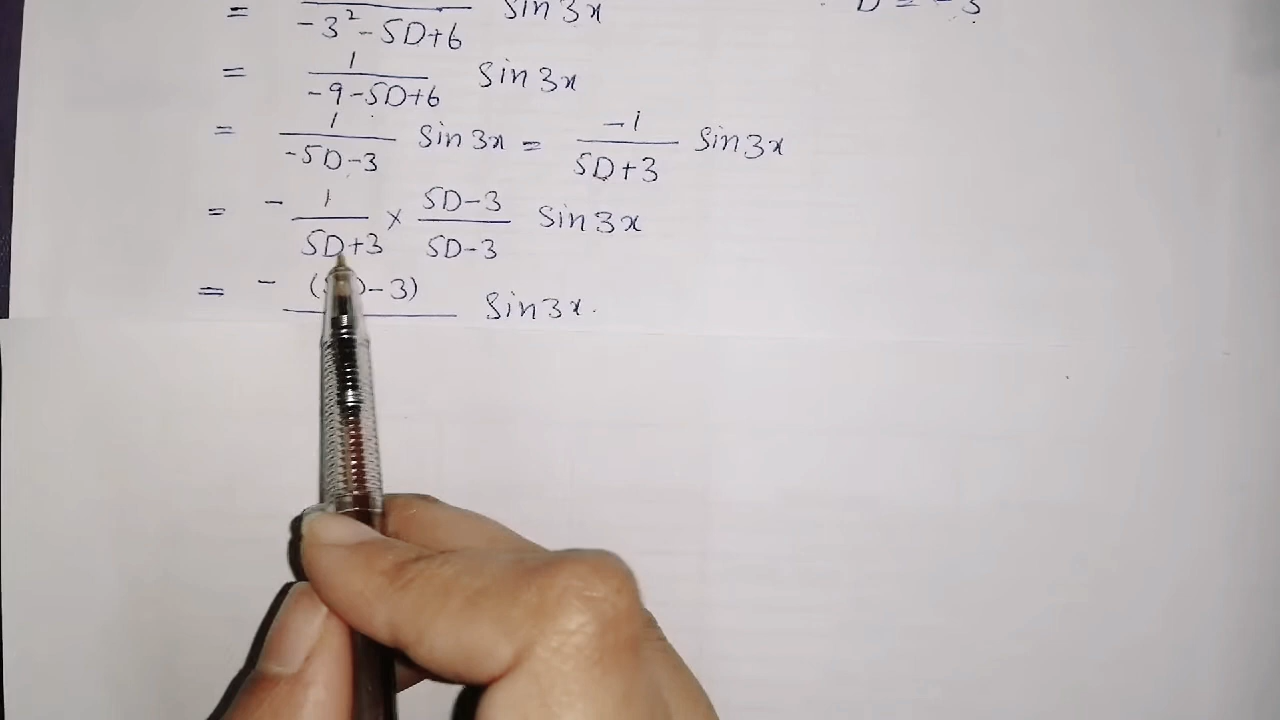 = ― / -3² - 5D+6 Sin 3x D = -3
= 1 / -9-5D+6 Sin 3x
= 1 / -5D-3 Sin 3x = -1 / 5D+3 Sin 3x
= - 1 / 5D+3 × 5D-3 / 5D-3 Sin 3x
= - ( D-3) / Sin 3x.